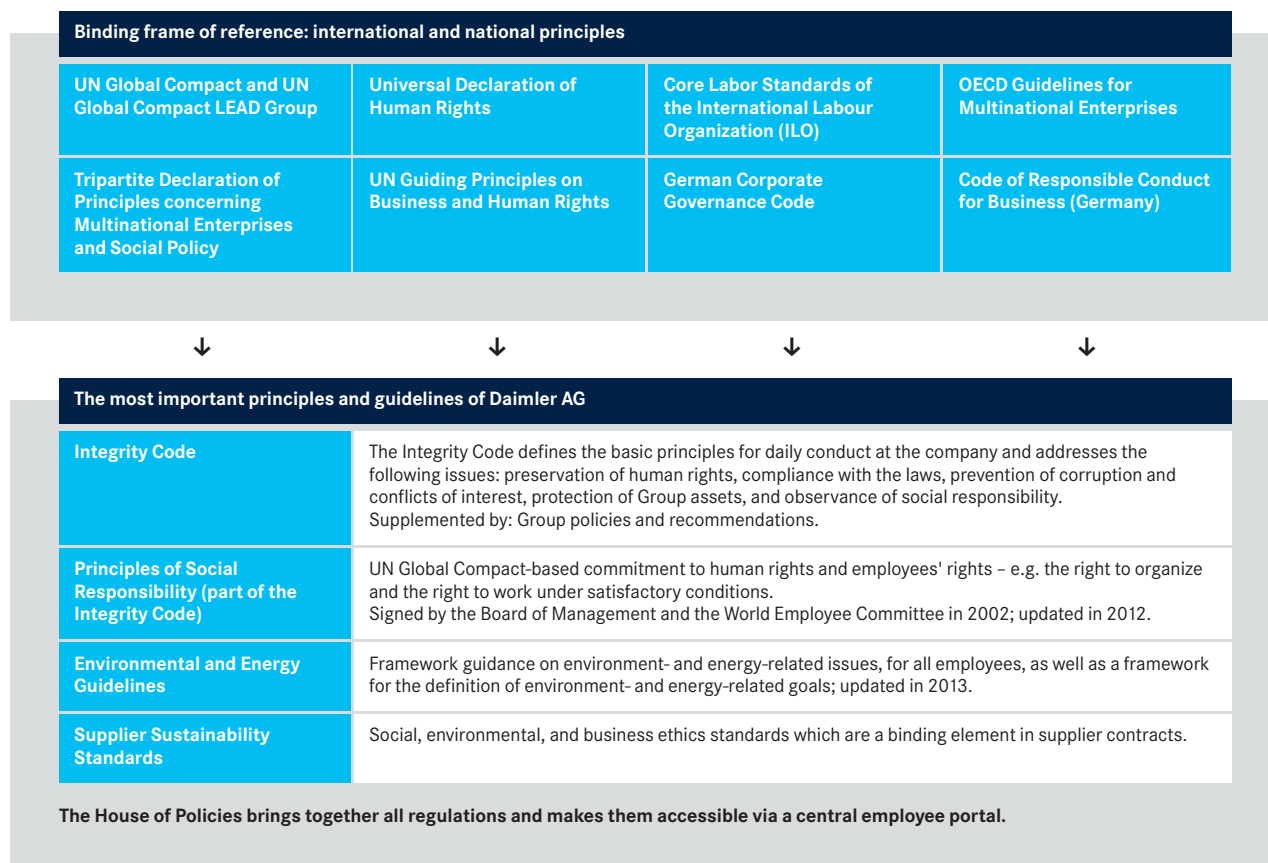 Binding frame of reference: international and national principles
UN Global Compact and UN
Global Compact LEAD Group
Universal Declaration of
Human Rights
Core Labor Standards of
the International Labour
Organization (ILO)
OECD Guidelines for
Multinational Enterprises
Tripartite Declaration of
Principles concerning
Multinational Enterprises
and Social Policy
UN Guiding Principles on
Business and Human Rights
German Corporate
Governance Code
Code of Responsible Conduct
for Business (Germany)
The most important principles and guidelines of Daimler AG
Integrity Code
The Integrity Code defines the basic principles for daily conduct at the company and addresses the
following issues: preservation of human rights, compliance with the laws, prevention of corruption and
conflicts of interest, protection of Group assets, and observance of social responsibility.
Supplemented by: Group policies and recommendations.
Principles of Social
Responsibility (part of the
Integrity Code)
UN Global Compact-based commitment to human rights and employees' rights – e.g. the right to organize
and the right to work under satisfactory conditions.
Signed by the Board of Management and the World Employee Committee in 2002; updated in 2012.
Environmental and Energy
Guidelines
Framework guidance on environment- and energy-related issues, for all employees, as well as a framework
for the definition of environment- and energy-related goals; updated in 2013.
Supplier Sustainability
Standards
Social, environmental, and business ethics standards which are a binding element in supplier contracts.
The House of Policies brings together all regulations and makes them accessible via a central employee portal.